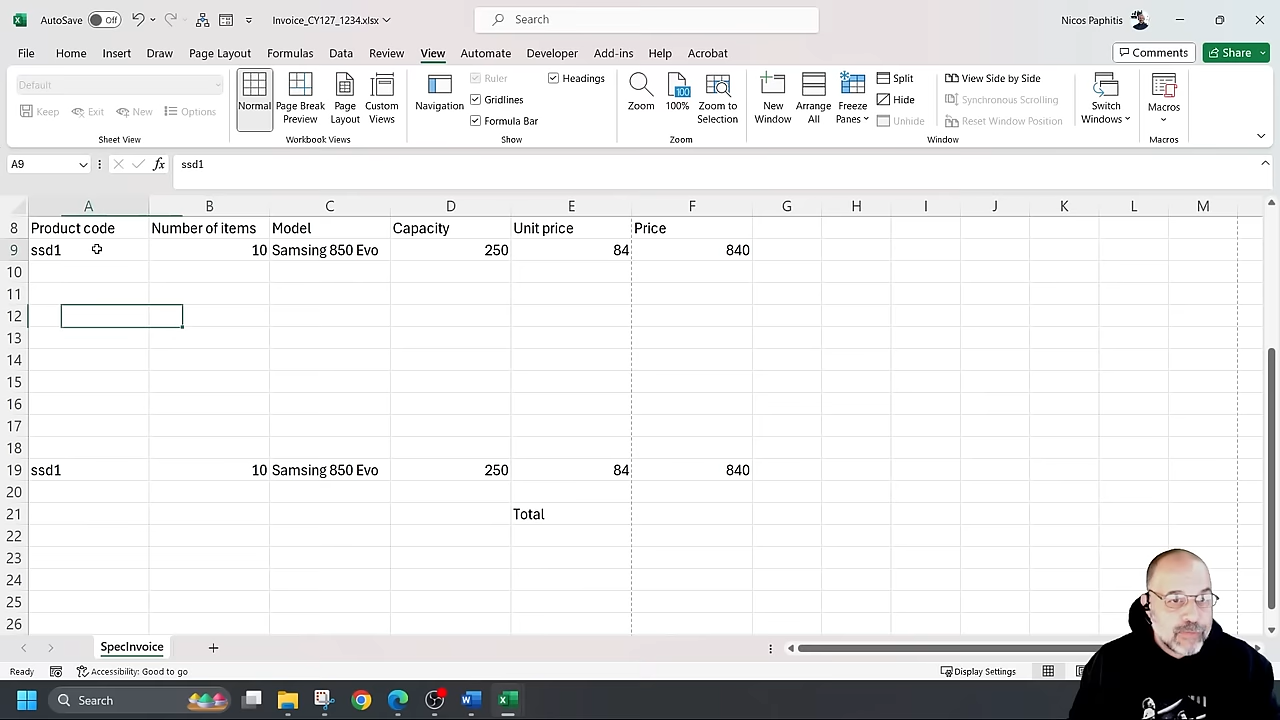 AutoSave Off Invoice_CY127_1234.xlsx Search Nicos Paphitis
File Home Insert Draw Page Layout Formulas Data Review View Automate Developer Add-ins Help Acrobat Comments Share
Default
Keep Exit New Options
Sheet View
Normal Page Break Preview Page Layout Custom Views
Workbook Views
Navigation
Ruler Headings
Gridlines
Formula Bar
Show
Zoom 100 100% Zoom to Selection
Zoom
New Window Arrange All Freeze Panes
Split
Hide
Unhide
View Side by Side
Synchronous Scrolling
Reset Window Position
Switch Windows
Window
Macros
Macros
A9 fx ssd1
A B C D E F G H I J K L M
8 Product code Number of items Model Capacity Unit price Price
9 ssd1 10 Samsing 850 Evo 250 84 840
10
11
12
13
14
15
16
17
18
19 ssd1 10 Samsing 850 Evo 250 84 840
20
21 Total
22
23
24
25
26
SpecInvoice
Ready Accessibility: Good to go Display Settings
Search